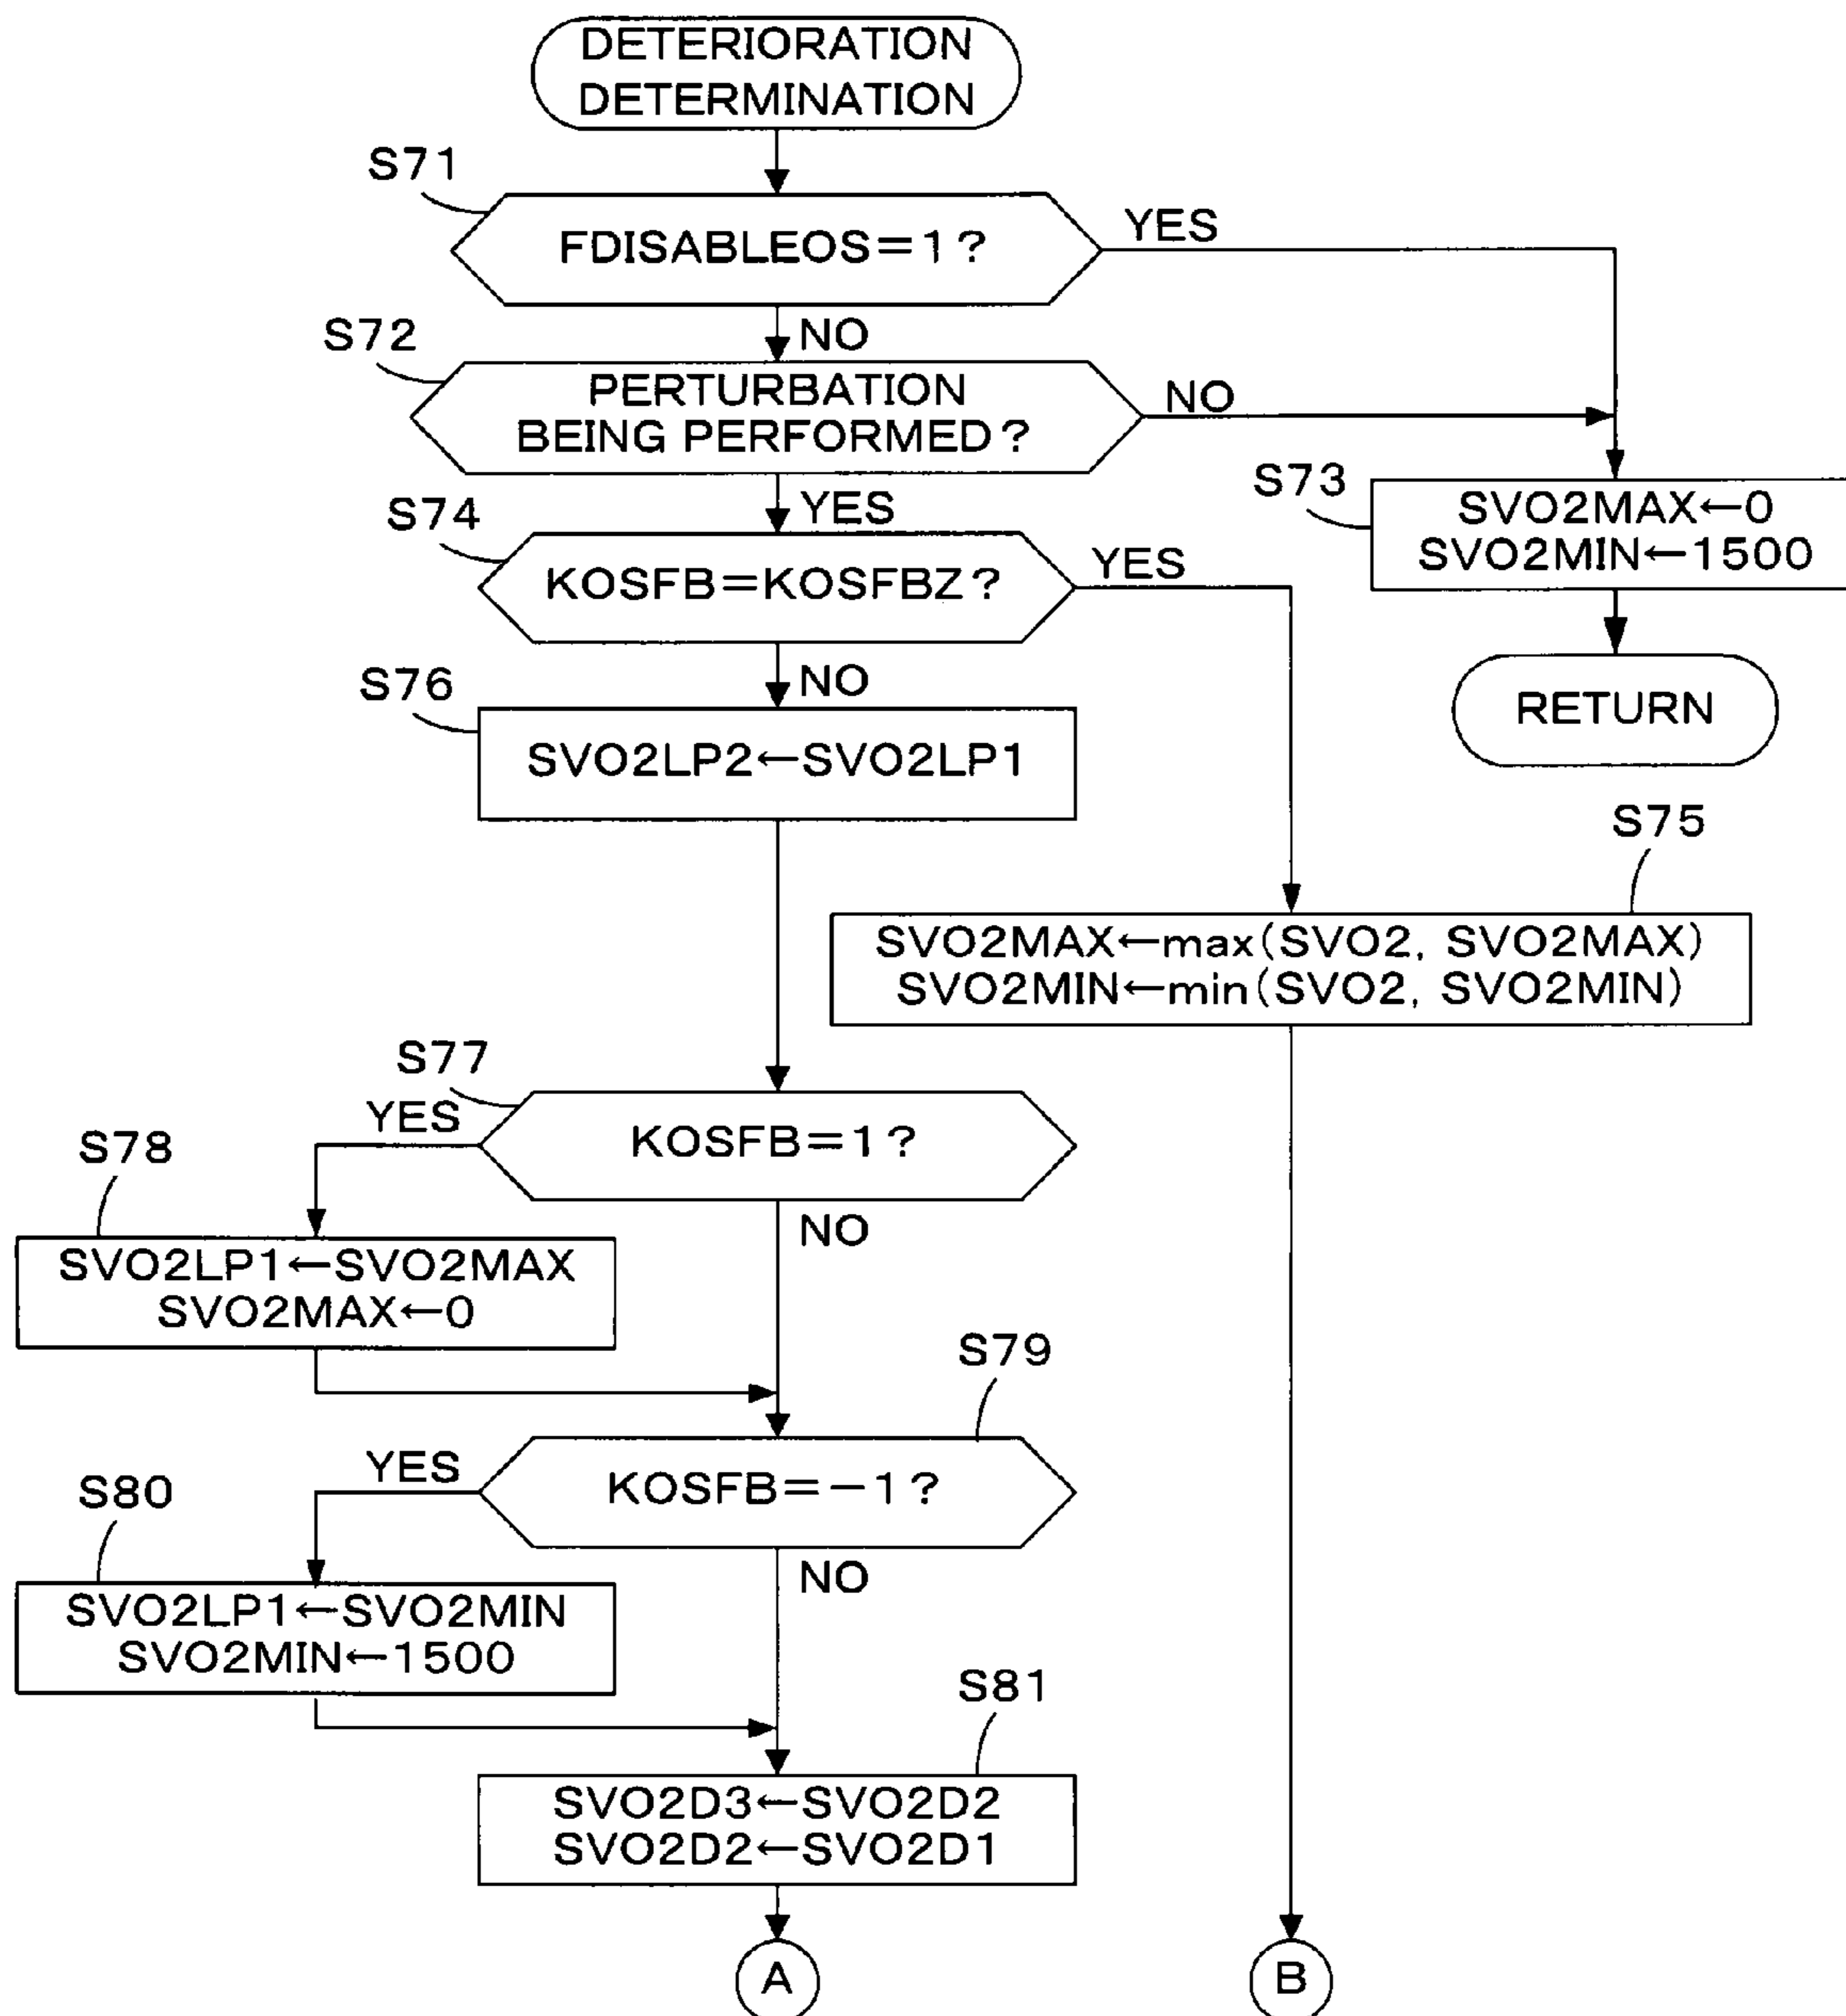 DETERIORATION
DETERMINATION
S71
FDISABLEOS=1?
YES
NO
S72
PERTURBATION
BEING PERFORMED?
NO
YES
S73
SVO2MAX←0
SVO2MIN←1500
RETURN
S74
KOSFB=KOSFBZ?
YES
NO
S76
SVO2LP2←SVO2LP1
S75
SVO2MAX←max(SVO2, SVO2MAX)
SVO2MIN←min(SVO2, SVO2MIN)
S77
YES
KOSFB=1?
NO
S78
SVO2LP1←SVO2MAX
SVO2MAX←0
S79
YES
KOSFB=-1?
NO
S80
SVO2LP1←SVO2MIN
SVO2MIN←1500
S81
SVO2D3←SVO2D2
SVO2D2←SVO2D1
A
B